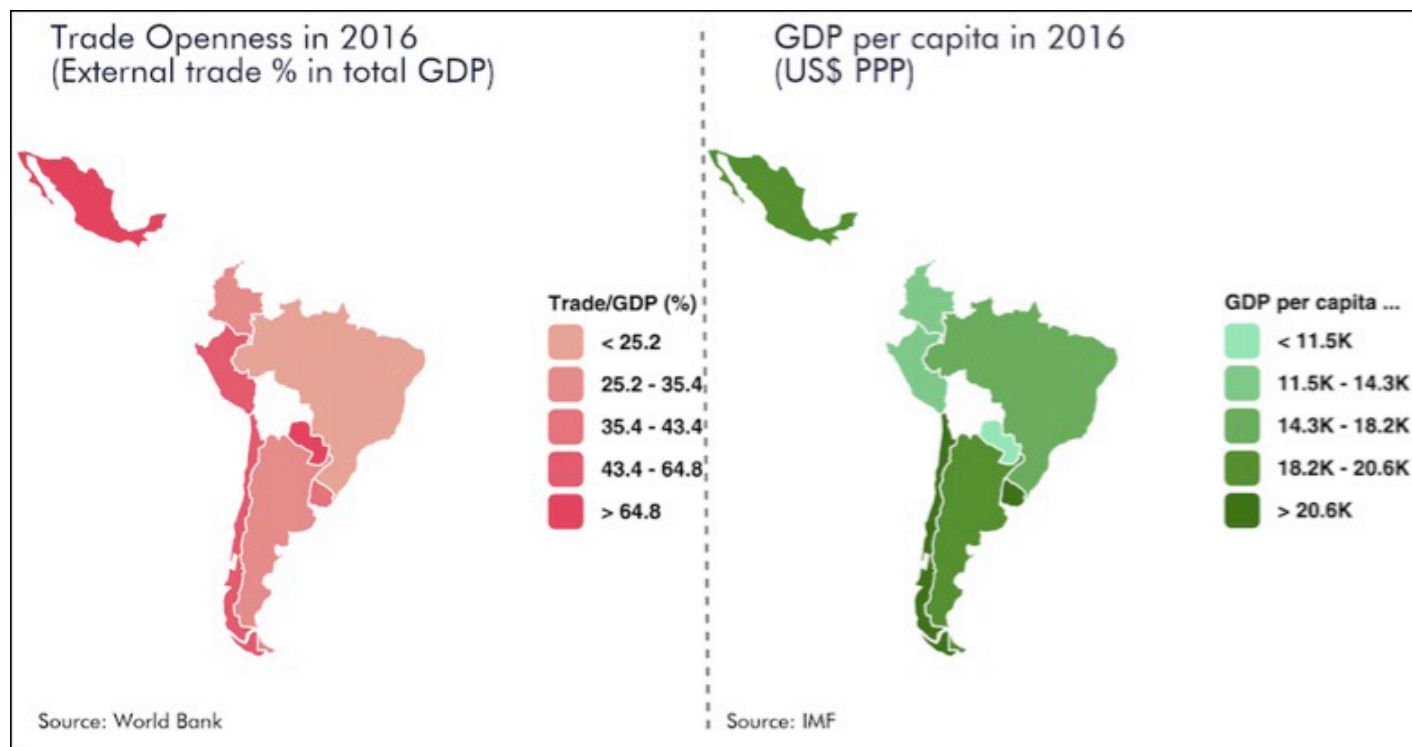 Trade Openness in 2016
(External trade % in total GDP)
Trade/GDP (%)
< 25.2
25.2 - 35.4
35.4 - 43.4
43.4 - 64.8
> 64.8
Source: World Bank
GDP per capita in 2016
(US$ PPP)
GDP per capita ...
< 11.5K
11.5K - 14.3K
14.3K - 18.2K
18.2K - 20.6K
> 20.6K
Source: IMF